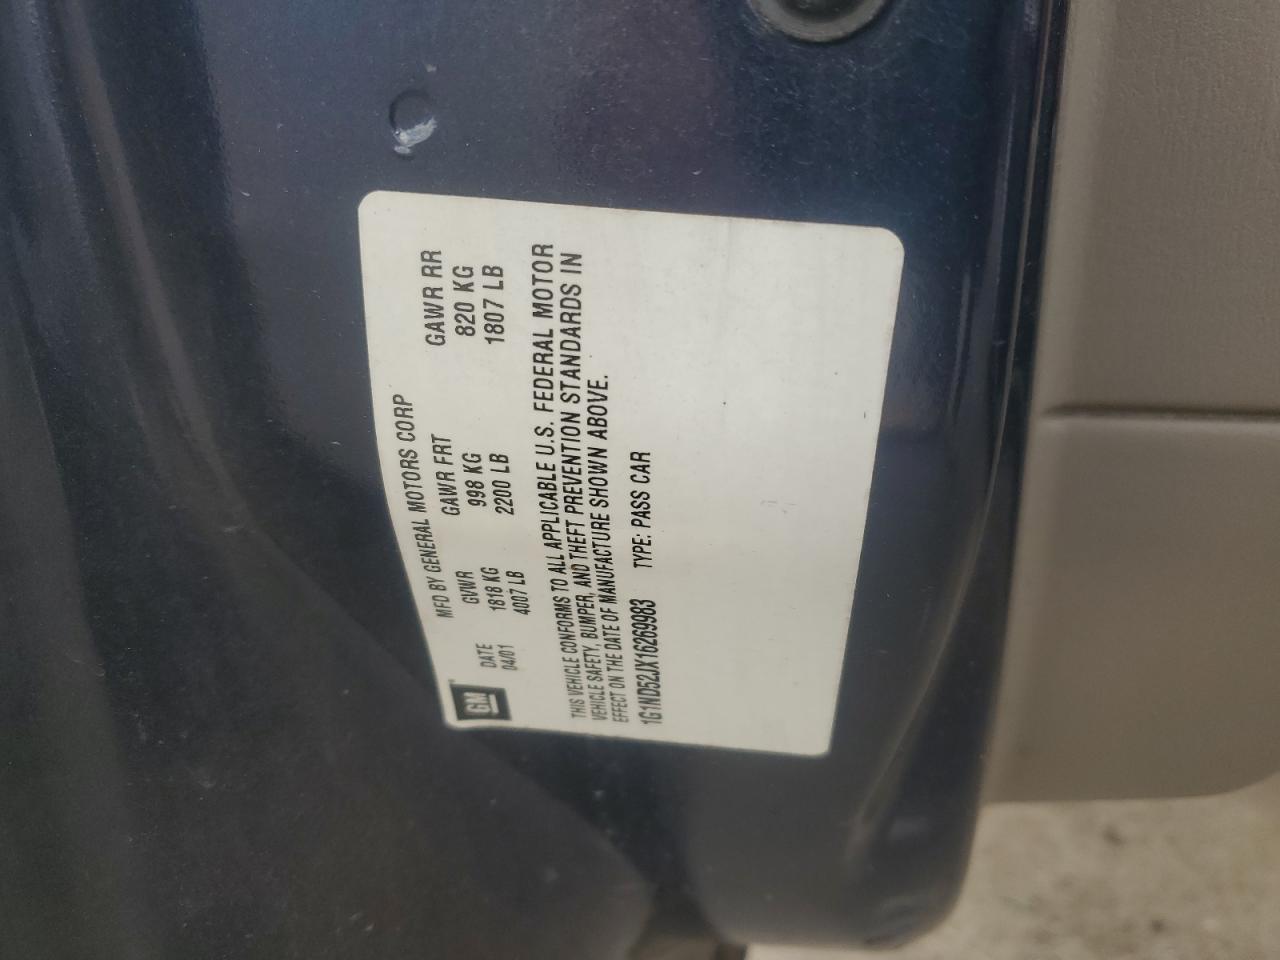 GM
MFD BY GENERAL MOTORS CORP
DATE GVWR GAWR FRT GAWR RR
04/01 1818 KG 998 KG 820 KG
4007 LB 2200 LB 1807 LB
THIS VEHICLE CONFORMS TO ALL APPLICABLE U.S. FEDERAL MOTOR
VEHICLE SAFETY, BUMPER, AND THEFT PREVENTION STANDARDS IN
EFFECT ON THE DATE OF MANUFACTURE SHOWN ABOVE.
1G1ND52JX16269983 TYPE: PASS CAR